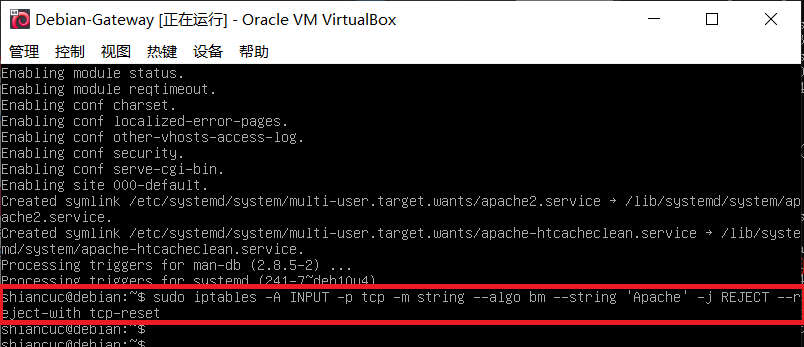 Debian-Gateway [正在运行] - Oracle VM VirtualBox
管理 控制 视图 热键 设备 帮助
Enabling module status.
Enabling module reqtimeout.
Enabling conf charset.
Enabling conf localized-error-pages.
Enabling conf other-vhosts-access-log.
Enabling conf security.
Enabling conf serve-cgi-bin.
Enabling site 000-default.
Created symlink /etc/systemd/system/multi-user.target.wants/apache2.service → /lib/systemd/system/ap
ache2.service.
Created symlink /etc/systemd/system/multi-user.target.wants/apache-htcacheclean.service → /lib/syste
md/system/apache-htcacheclean.service.
Processing triggers for man-db (2.8.5-2) ...
Processing triggers for systemd (241-7~deb10u4) ...
shiancuc@debian:~$ sudo iptables -A INPUT -p tcp -m string --algo bm --string 'Apache' -j REJECT --r
eject-with tcp-reset
shiancuc@debian:~$
shiancuc@debian:~$